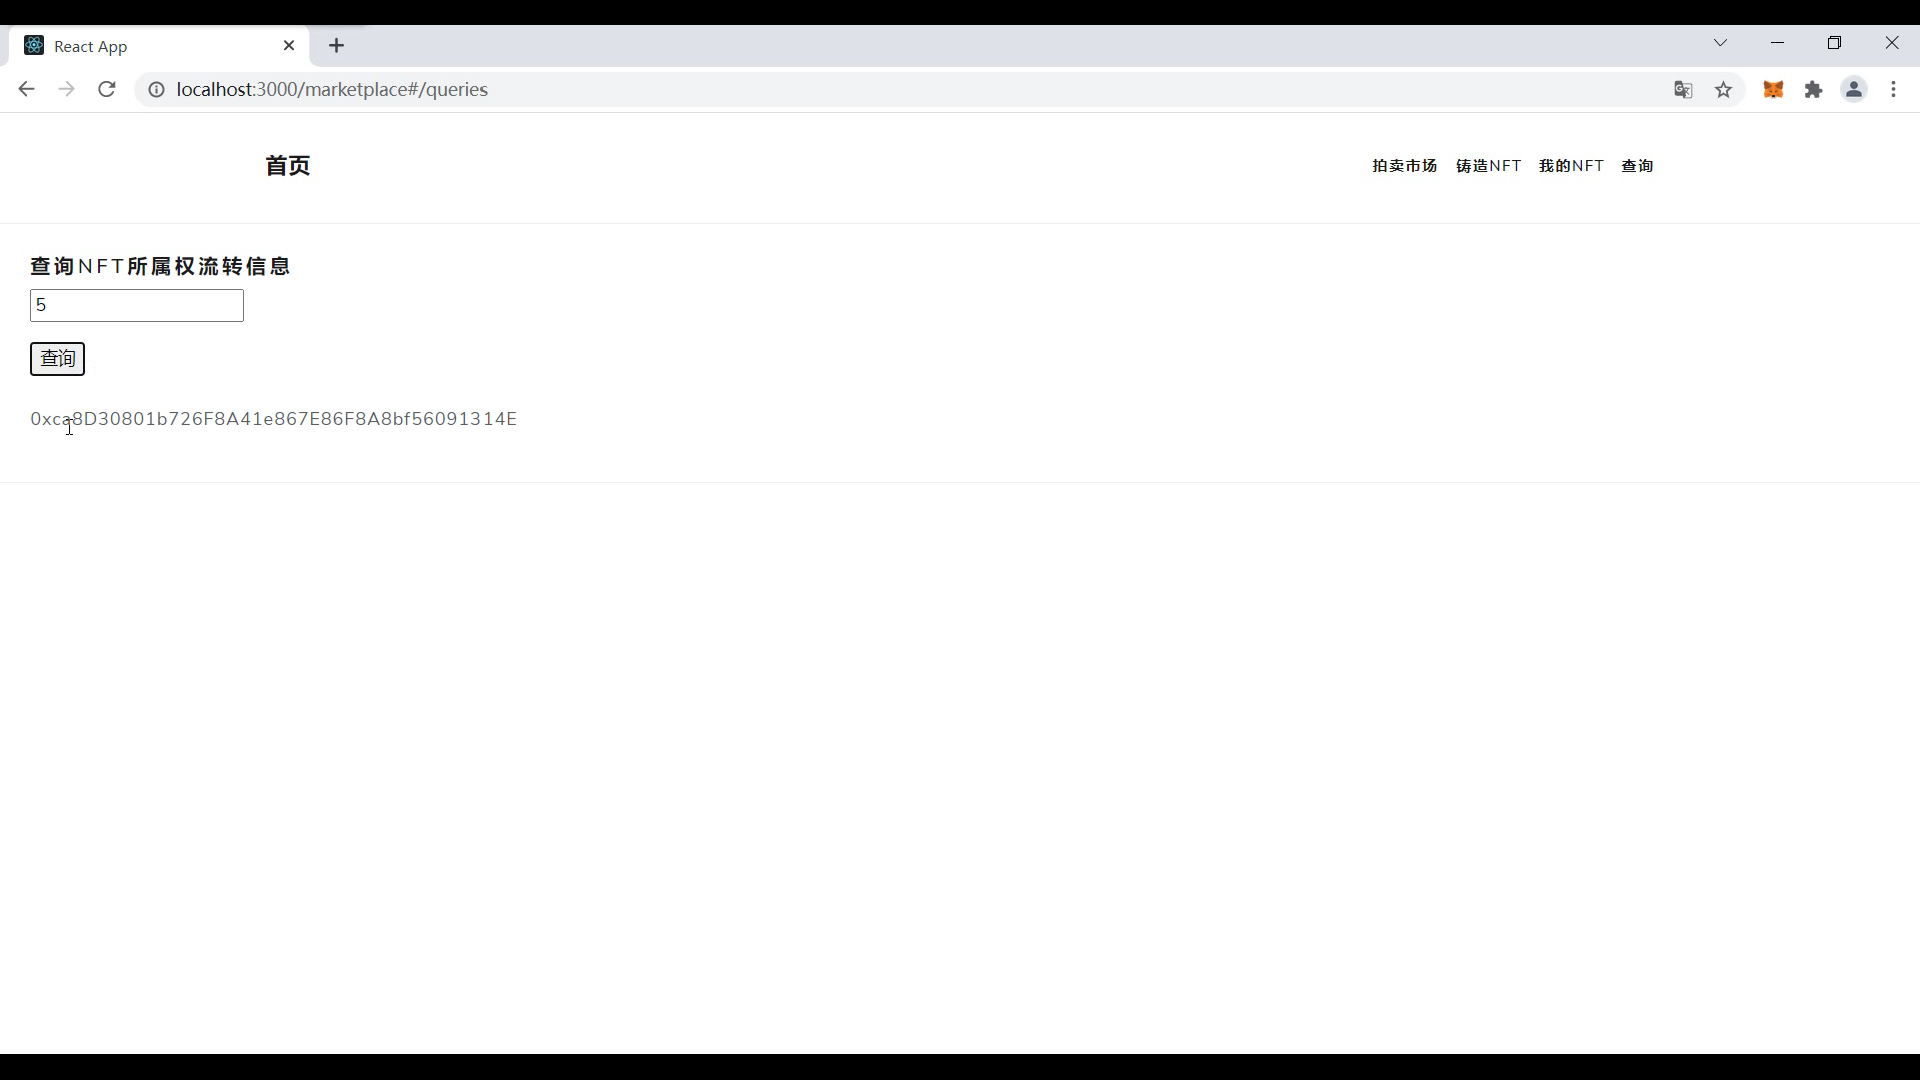 React App
localhost:3000/marketplace#/queries
首页
拍卖市场 铸造NFT 我的NFT 查询
查询NFT所属权流转信息
5
查询
0xca8D30801b726F8A41e867E86F8A8bf56091314E